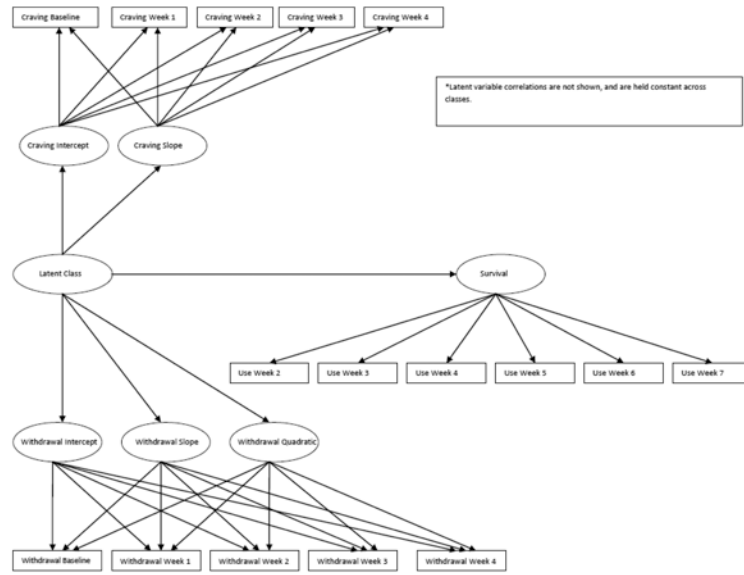 Craving Baseline
Craving Week 1
Craving Week 2
Craving Week 3
Craving Week 4
*Latent variable correlations are not shown, and are held constant across
classes.
Craving Intercept
Craving Slope
Latent Class
Survival
Use Week 2
Use Week 3
Use Week 4
Use Week 5
Use Week 6
Use Week 7
Withdrawal Intercept
Withdrawal Slope
Withdrawal Quadratic
Withdrawal Baseline
Withdrawal Week 1
Withdrawal Week 2
Withdrawal Week 3
Withdrawal Week 4